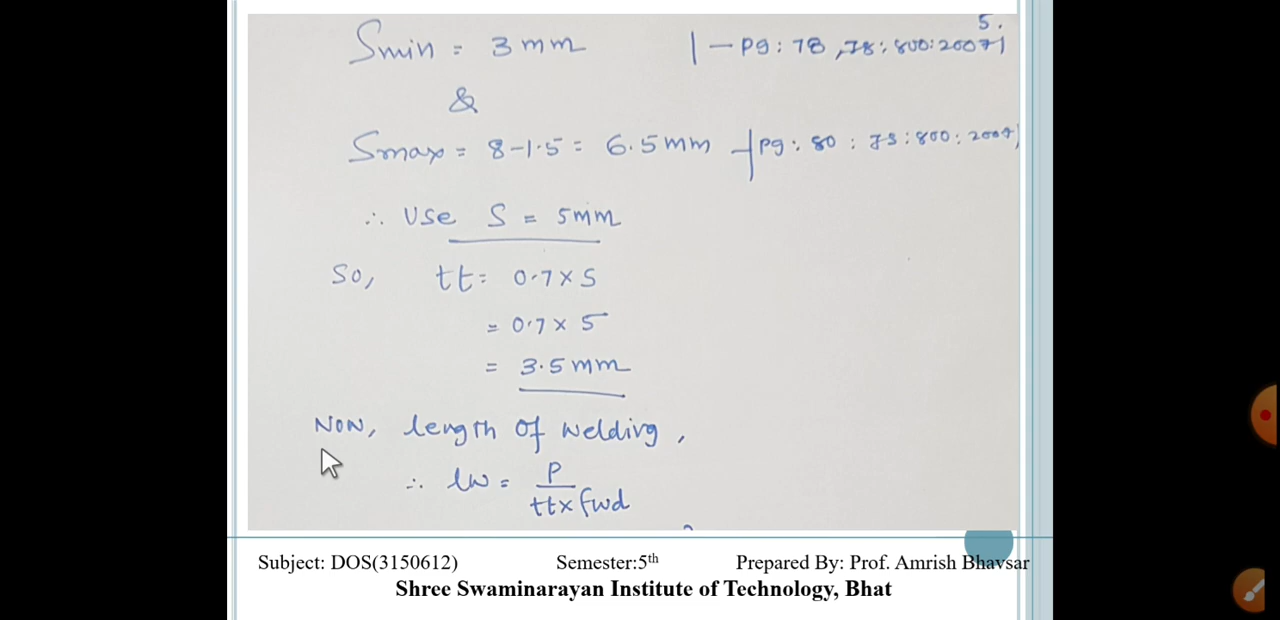 5.
Smin = 3 mm |— Pg : 78 , IS : 800 : 2007|
&
Smax = 8-1.5 = 6.5 mm —| Pg : 80 : IS : 800 : 2007|
∴ Use S = 5mm
So, tt = 0.7 × S
= 0.7 × 5
= 3.5 mm
Now, length of welding,
∴ lw = P / tt × fwd
Subject: DOS(3150612) Semester:5th Prepared By: Prof. Amrish Bhavsar
Shree Swaminarayan Institute of Technology, Bhat